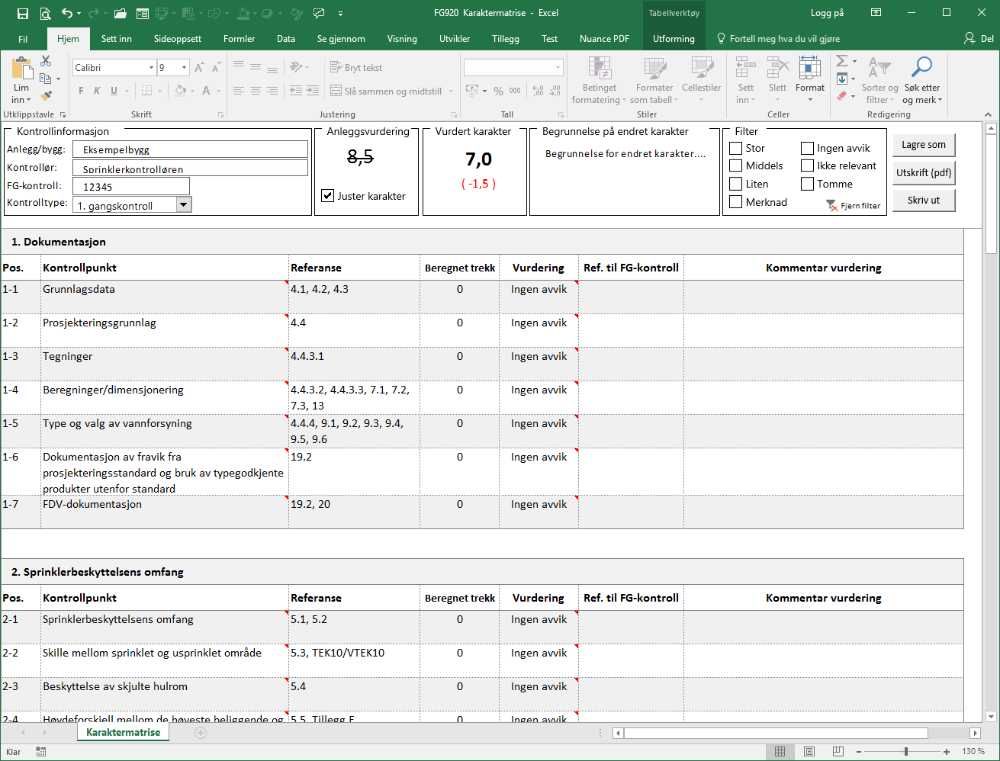 FG920 Karaktermatrise - Excel
Tabellverktøy
Logg på
Fil
Hjem
Sett inn
Sideoppsett
Formler
Data
Se gjennom
Visning
Utvikler
Tillegg
Test
Nuance PDF
Utforming
Fortell meg hva du vil gjøre
Del
Lim
inn
Calibri
9
F K U
Bryt tekst
Slå sammen og midtstill
% 000
Betinget
formatering
Formater
som tabell
Cellestiler
Sett
inn
Slett
Format
Sorter og
filtrer
Søk etter
og merk
Utklippstavle
Skrift
Justering
Tall
Stiler
Celler
Redigering
Kontrollinformasjon
Anlegg/bygg: Eksempelbygg
Kontrollør: Sprinklerkontrolløren
FG-kontroll: 12345
Kontrolltype: 1. gangskontroll
Anleggsvurdering
8,5
Juster karakter
Vurdert karakter
7,0
( -1,5 )
Begrunnelse på endret karakter
Begrunnelse for endret karakter....
Filter
Stor
Ingen avvik
Middels
Ikke relevant
Liten
Tomme
Merknad
Fjern filter
Lagre som
Utskrift (pdf)
Skriv ut
1. Dokumentasjon
Pos. Kontrollpunkt Referanse Beregnet trekk Vurdering Ref. til FG-kontroll Kommentar vurdering
1-1 Grunnlagsdata 4.1, 4.2, 4.3 0 Ingen avvik
1-2 Prosjekteringsgrunnlag 4.4 0 Ingen avvik
1-3 Tegninger 4.4.3.1 0 Ingen avvik
1-4 Beregninger/dimensjonering 4.4.3.2, 4.4.3.3, 7.1, 7.2, 0 Ingen avvik
7.3, 13
1-5 Type og valg av vannforsyning 4.4.4, 9.1, 9.2, 9.3, 9.4, 0 Ingen avvik
9.5, 9.6
1-6 Dokumentasjon av fravik fra 19.2 0 Ingen avvik
prosjekteringsstandard og bruk av typegodkjente
produkter utenfor standard
1-7 FDV-dokumentasjon 19.2, 20 0 Ingen avvik
2. Sprinklerbeskyttelsens omfang
Pos. Kontrollpunkt Referanse Beregnet trekk Vurdering Ref. til FG-kontroll Kommentar vurdering
2-1 Sprinklerbeskyttelsens omfang 5.1, 5.2 0 Ingen avvik
2-2 Skille mellom sprinklet og usprinklet område 5.3, TEK10/VTEK10 0 Ingen avvik
2-3 Beskyttelse av skjulte hulrom 5.4 0 Ingen avvik
2-4 Høydeforskjell mellom de høyeste beliggende og 5.5, Tillegg F 0 Ingen avvik
Karaktermatrise
Klar
130 %